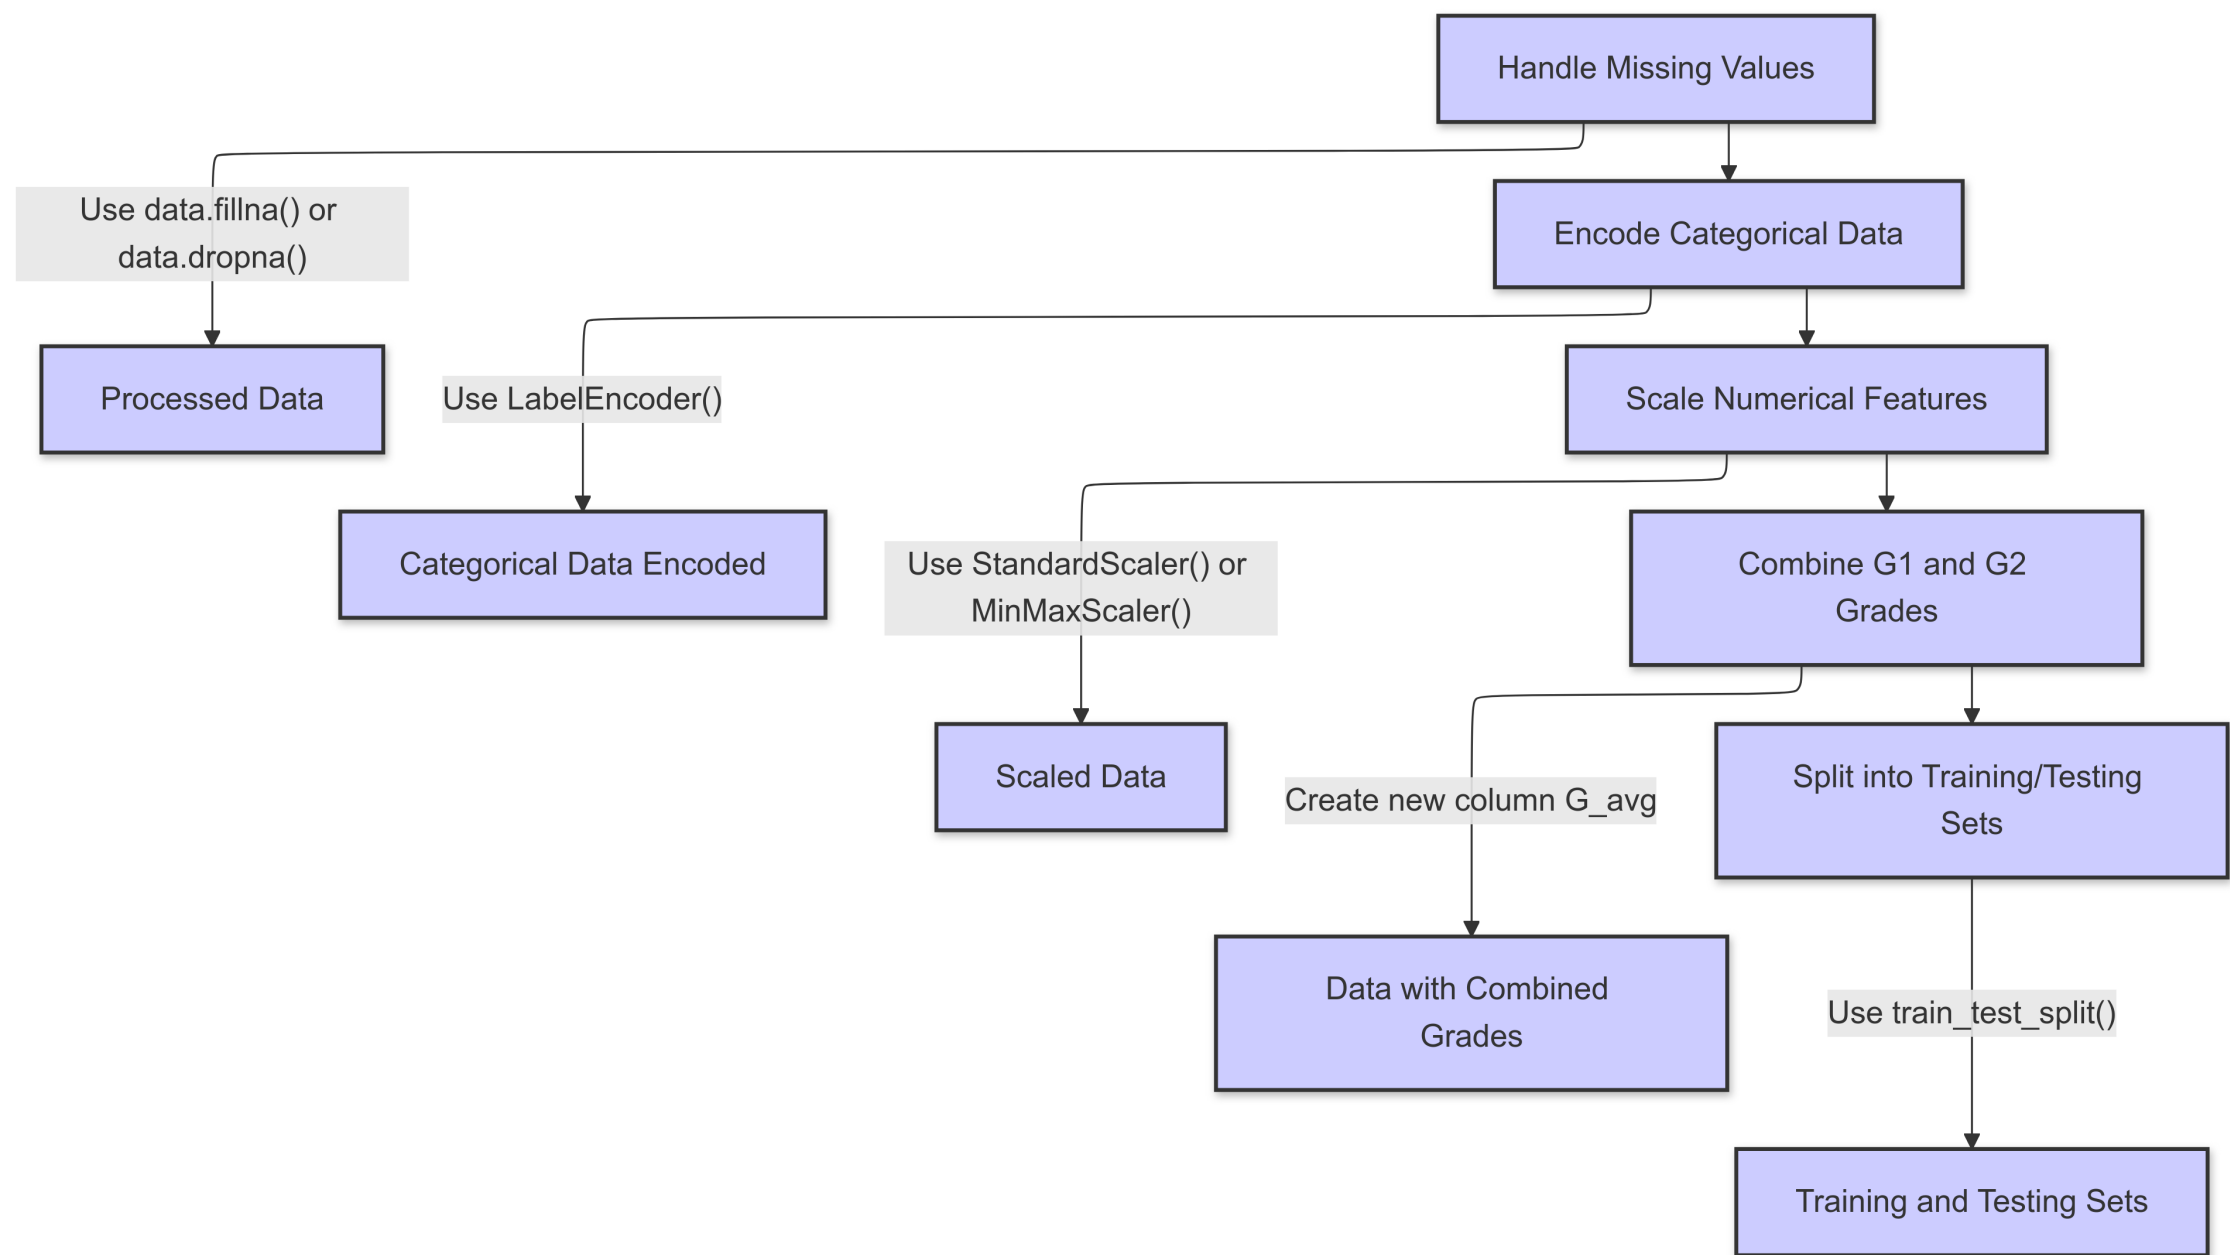 Handle Missing Values
Use data.fillna() or
data.dropna()
Encode Categorical Data
Processed Data
Use LabelEncoder()
Scale Numerical Features
Categorical Data Encoded
Use StandardScaler() or
MinMaxScaler()
Combine G1 and G2
Grades
Scaled Data
Create new column G_avg
Split into Training/Testing
Sets
Data with Combined
Grades
Use train_test_split()
Training and Testing Sets